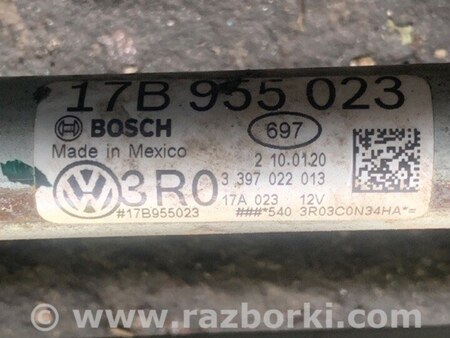 17B 955 023
BOSCH
697
Made in Mexico
2 10.01.20
3R0
3 397 022 013
17A 023 12V
#17B955023
###*540 3R03C0N34HA*=
© www.razborki.com